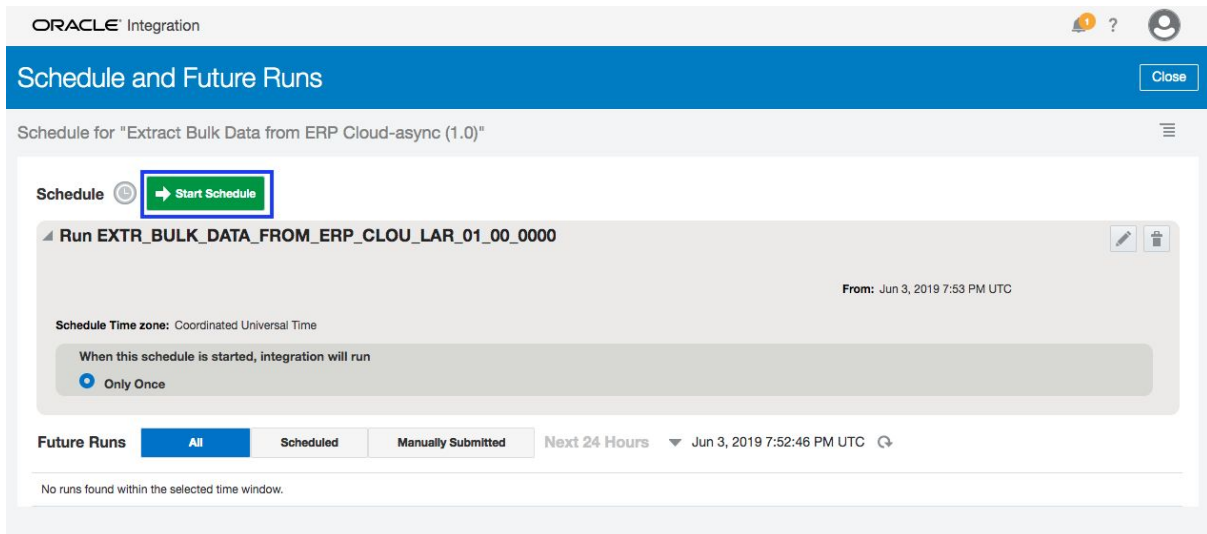 ORACLE® Integration
1
?
Schedule and Future Runs
Close
Schedule for "Extract Bulk Data from ERP Cloud-async (1.0)"
Schedule
Start Schedule
Run EXTR_BULK_DATA_FROM_ERP_CLOU_LAR_01_00_0000
From: Jun 3, 2019 7:53 PM UTC
Schedule Time zone: Coordinated Universal Time
When this schedule is started, integration will run
Only Once
Future Runs
All
Scheduled
Manually Submitted
Next 24 Hours
Jun 3, 2019 7:52:46 PM UTC
No runs found within the selected time window.